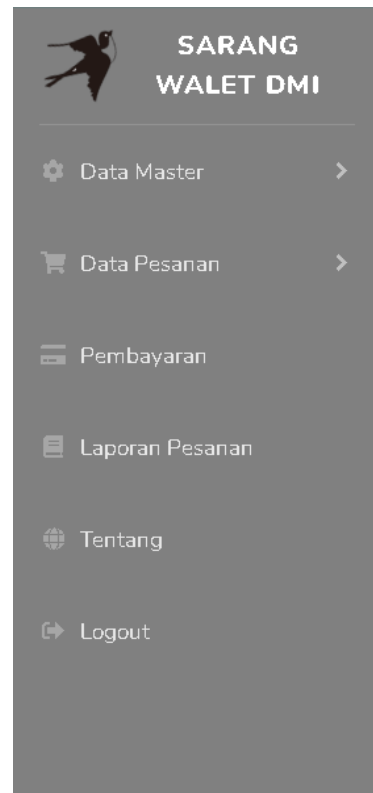 SARANG
WALET DMI
Data Master
Data Pesanan
Pembayaran
Laporan Pesanan
Tentang
Logout